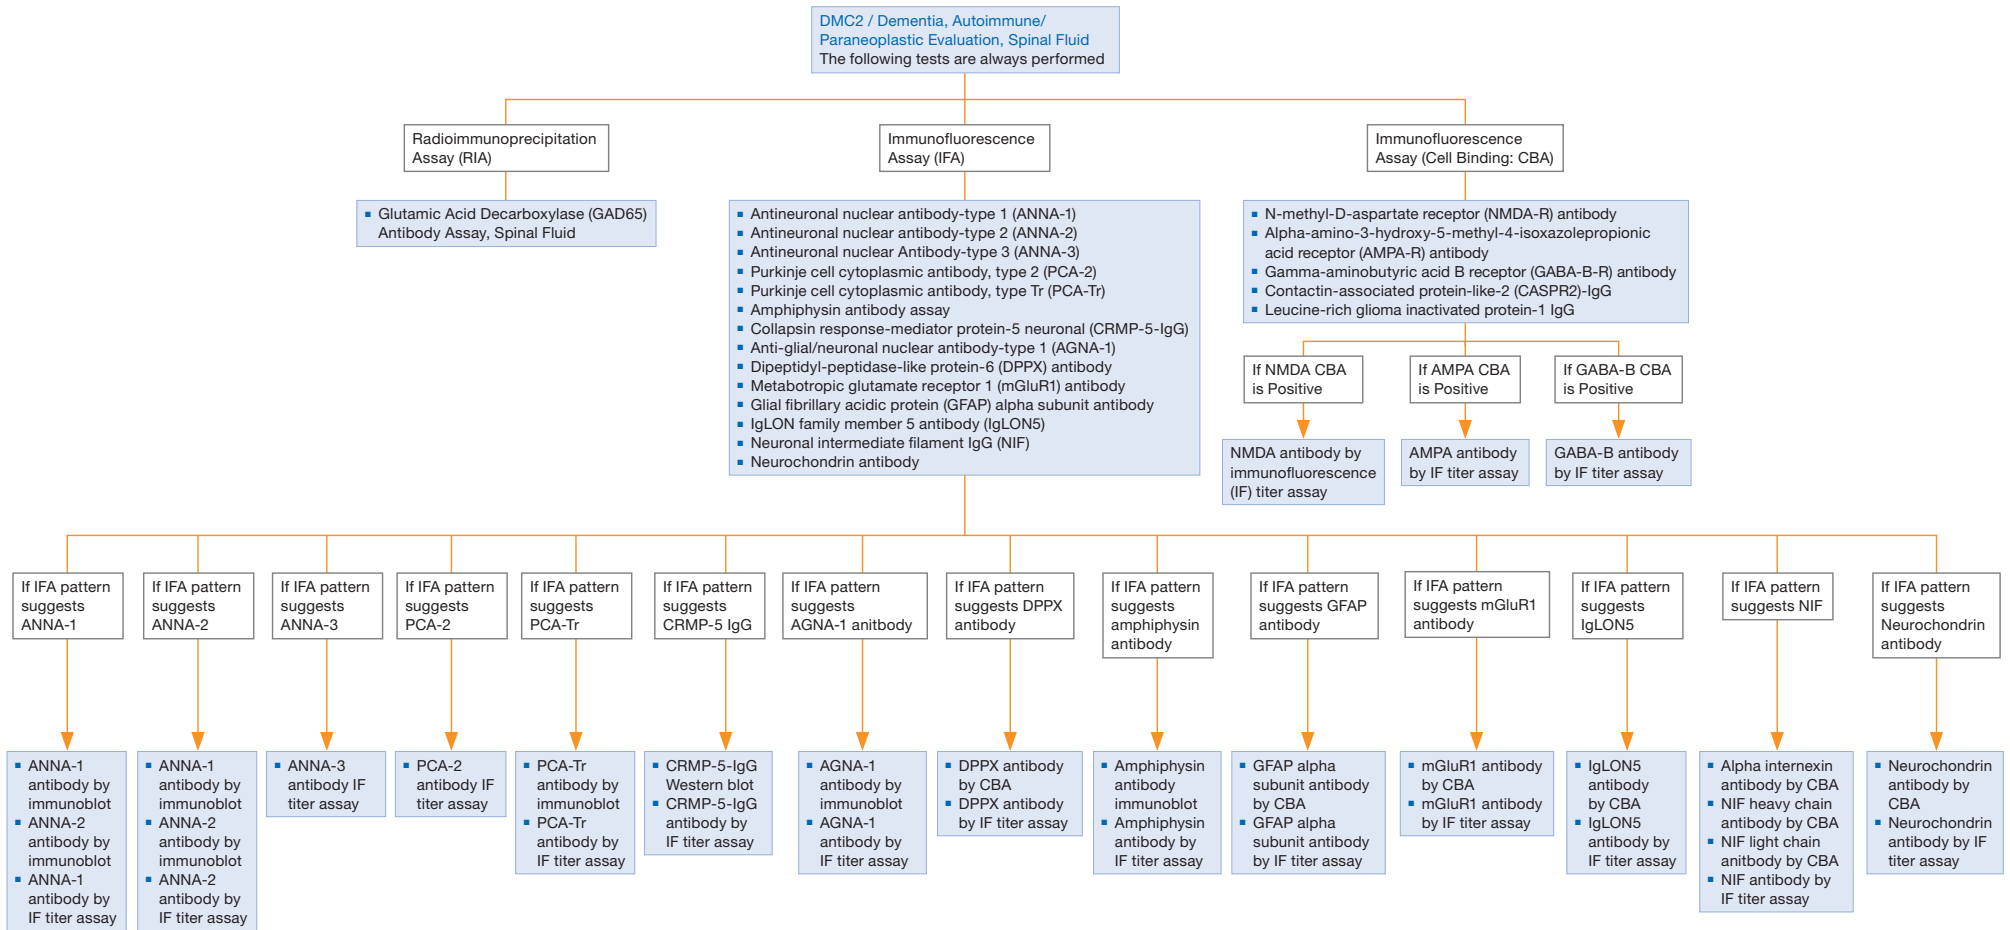 DMC2 / Dementia, Autoimmune/
Paraneoplastic Evaluation, Spinal Fluid
The following tests are always performed
Radioimmunoprecipitation
Assay (RIA)
Immunofluorescence
Assay (IFA)
Immunofluorescence
Assay (Cell Binding: CBA)
▪ Glutamic Acid Decarboxylase (GAD65)
Antibody Assay, Spinal Fluid
▪ Antineuronal nuclear antibody-type 1 (ANNA-1)
▪ Antineuronal nuclear antibody-type 2 (ANNA-2)
▪ Antineuronal nuclear Antibody-type 3 (ANNA-3)
▪ Purkinje cell cytoplasmic antibody, type 2 (PCA-2)
▪ Purkinje cell cytoplasmic antibody, type Tr (PCA-Tr)
▪ Amphiphysin antibody assay
▪ Collapsin response-mediator protein-5 neuronal (CRMP-5-IgG)
▪ Anti-glial/neuronal nuclear antibody-type 1 (AGNA-1)
▪ Dipeptidyl-peptidase-like protein-6 (DPPX) antibody
▪ Metabotropic glutamate receptor 1 (mGluR1) antibody
▪ Glial fibrillary acidic protein (GFAP) alpha subunit antibody
▪ IgLON family member 5 antibody (IgLON5)
▪ Neuronal intermediate filament IgG (NIF)
▪ Neurochondrin antibody
▪ N-methyl-D-aspartate receptor (NMDA-R) antibody
▪ Alpha-amino-3-hydroxy-5-methyl-4-isoxazolepropionic
acid receptor (AMPA-R) antibody
▪ Gamma-aminobutyric acid B receptor (GABA-B-R) antibody
▪ Contactin-associated protein-like-2 (CASPR2)-IgG
▪ Leucine-rich glioma inactivated protein-1 IgG
If NMDA CBA
is Positive
If AMPA CBA
is Positive
If GABA-B CBA
is Positive
NMDA antibody by
immunofluorescence
(IF) titer assay
AMPA antibody
by IF titer assay
GABA-B antibody
by IF titer assay
If IFA pattern
suggests
ANNA-1
If IFA pattern
suggests
ANNA-2
If IFA pattern
suggests
ANNA-3
If IFA pattern
suggests
PCA-2
If IFA pattern
suggests
PCA-Tr
If IFA pattern
suggests
CRMP-5 IgG
If IFA pattern
suggests
AGNA-1 anitbody
If IFA pattern
suggests DPPX
antibody
If IFA pattern
suggests
amphiphysin
antibody
If IFA pattern
suggests GFAP
antibody
If IFA pattern
suggests mGluR1
antibody
If IFA pattern
suggests
IgLON5
If IFA pattern
suggests NIF
If IFA pattern
suggests
Neurochondrin
antibody
▪ ANNA-1
antibody by
immunoblot
▪ ANNA-2
antibody by
immunoblot
▪ ANNA-1
antibody by
IF titer assay
▪ ANNA-1
antibody by
immunoblot
▪ ANNA-2
antibody by
immunoblot
▪ ANNA-2
antibody by
IF titer assay
▪ ANNA-3
antibody IF
titer assay
▪ PCA-2
antibody IF
titer assay
▪ PCA-Tr
antibody by
immunoblot
▪ PCA-Tr
antibody by
IF titer assay
▪ CRMP-5-IgG
Western blot
▪ CRMP-5-IgG
antibody by
IF titer assay
▪ AGNA-1
antibody by
immunoblot
▪ AGNA-1
antibody by
IF titer assay
▪ DPPX antibody
by CBA
▪ DPPX antibody
by IF titer assay
▪ Amphiphysin
antibody
immunoblot
▪ Amphiphysin
antibody by
IF titer assay
▪ GFAP alpha
subunit antibody
by CBA
▪ GFAP alpha
subunit antibody
by IF titer assay
▪ mGluR1 antibody
by CBA
▪ mGluR1 antibody
by IF titer assay
▪ IgLON5
antibody
by CBA
▪ IgLON5
antibody by
IF titer assay
▪ Alpha internexin
antibody by CBA
▪ NIF heavy chain
antibody by CBA
▪ NIF light chain
anitbody by CBA
▪ NIF antibody by
IF titer assay
▪ Neurochondrin
antibody by
CBA
▪ Neurochondrin
antibody by IF
titer assay